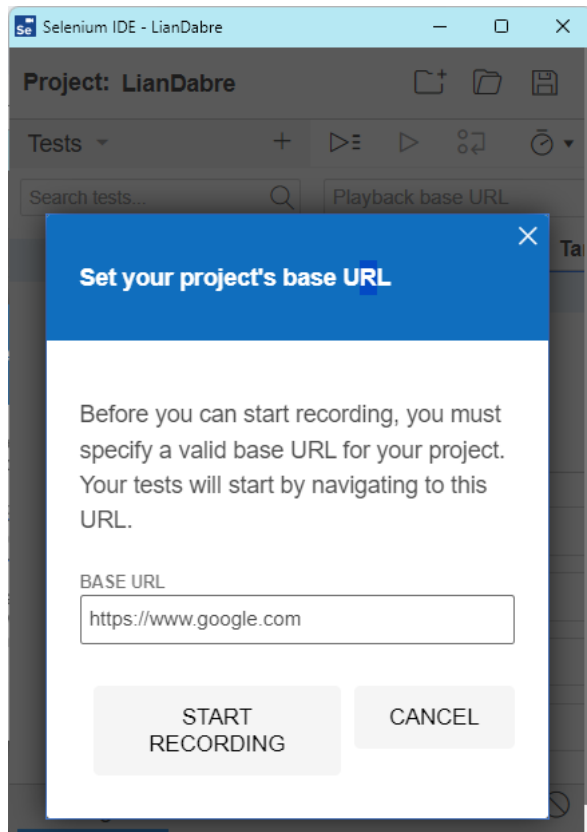 Selenium IDE - LianDabre
Project: LianDabre
Tests
Search tests...
Playback base URL
Set your project's base URL
Before you can start recording, you must
specify a valid base URL for your project.
Your tests will start by navigating to this
URL.
BASE URL
https://www.google.com
START
RECORDING
CANCEL